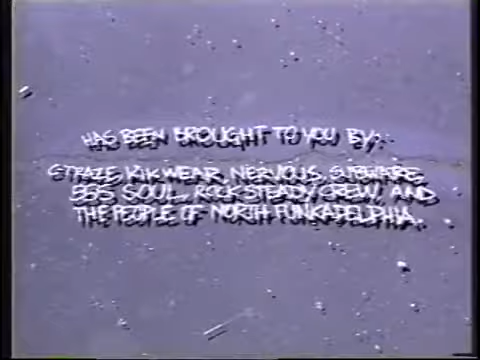 HAS BEEN BROUGHT TO YOU BY:
KIKWEAR, NERVOUS, SUBWARE,
555 SOUL, ROCK STEADY CREW, AND
THE PEOPLE OF NORTH FUNKADELPHIA.